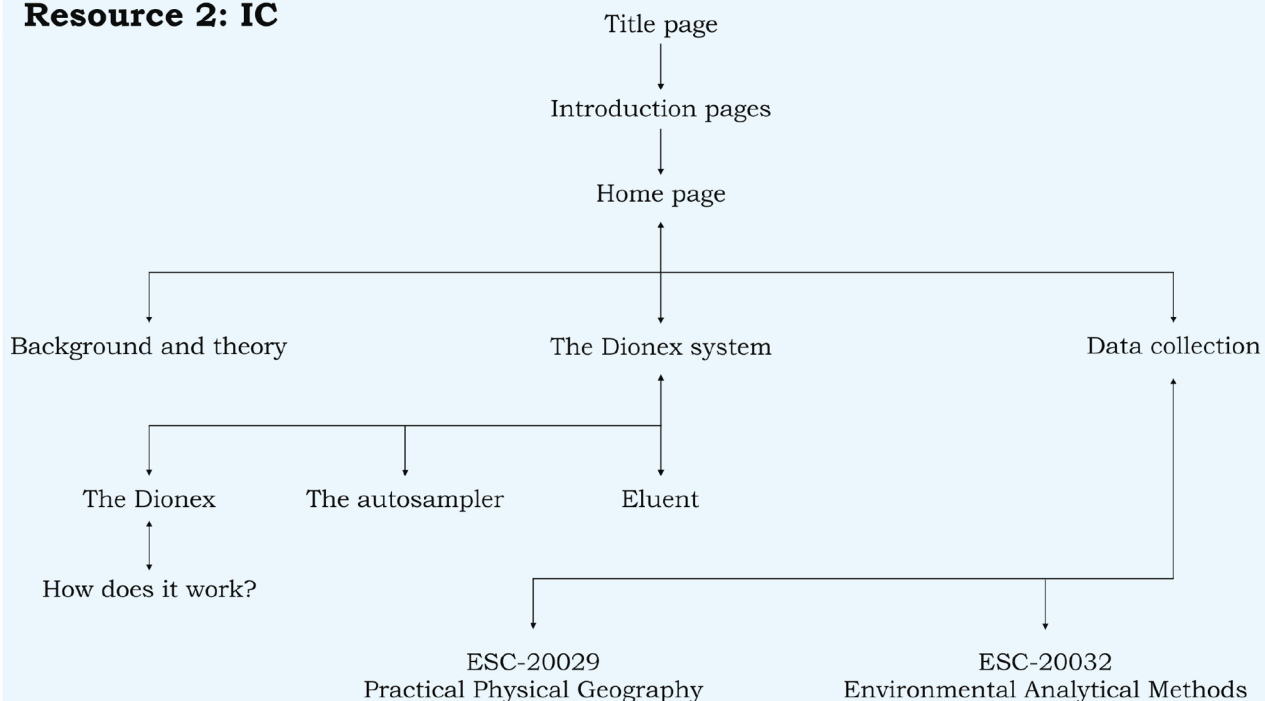 Resource 2: IC
Title page
Introduction pages
Home page
Background and theory
The Dionex system
Data collection
The Dionex
The autosampler
Eluent
How does it work?
ESC-20029
Practical Physical Geography
ESC-20032
Environmental Analytical Methods